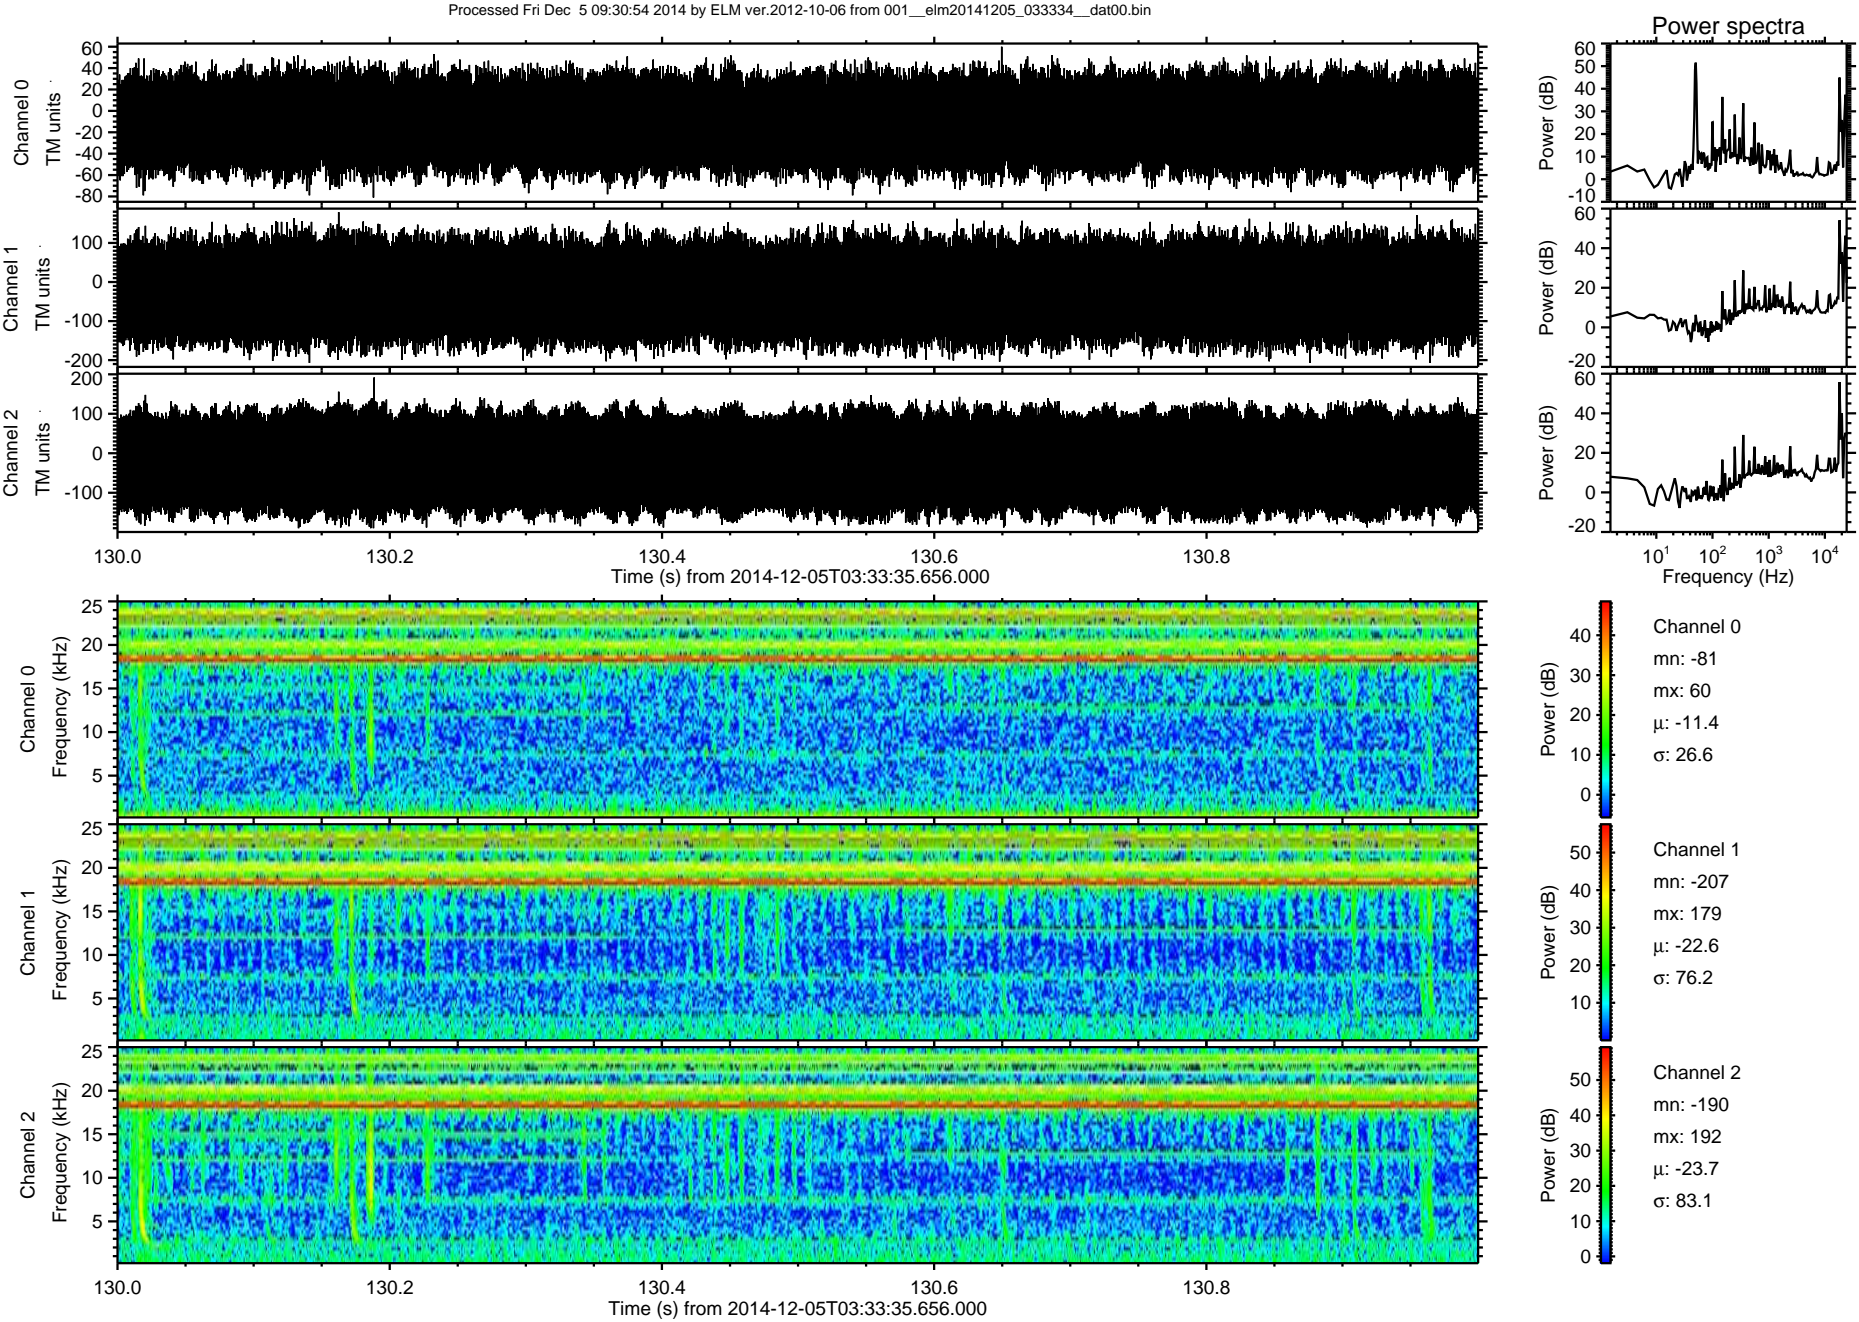 Processed Fri Dec  5 09:30:54 2014 by ELM ver.2012-10-06 from 001__elm20141205_033334__dat00.bin
Power spectra
Channel 0
TM units
60
40
20
0
-20
-40
-60
-80
Power (dB)
60
50
40
30
20
10
0
-10
Channel 1
TM units
100
0
-100
-200
Power (dB)
60
40
20
0
-20
Channel 2
TM units
200
100
0
-100
Power (dB)
60
40
20
0
-20
130.0 130.2 130.4 130.6 130.8
Time (s) from 2014-12-05T03:33:35.656.000
10¹ 10² 10³ 10⁴
Frequency (Hz)
Channel 0
Frequency (kHz)
25
20
15
10
5
Power (dB)
40
30
20
10
0
Channel 0
mn: -81
mx: 60
μ: -11.4
σ: 26.6
Channel 1
Frequency (kHz)
25
20
15
10
5
Power (dB)
50
40
30
20
10
Channel 1
mn: -207
mx: 179
μ: -22.6
σ: 76.2
Channel 2
Frequency (kHz)
25
20
15
10
5
Power (dB)
50
40
30
20
10
0
Channel 2
mn: -190
mx: 192
μ: -23.7
σ: 83.1
130.0 130.2 130.4 130.6 130.8
Time (s) from 2014-12-05T03:33:35.656.000